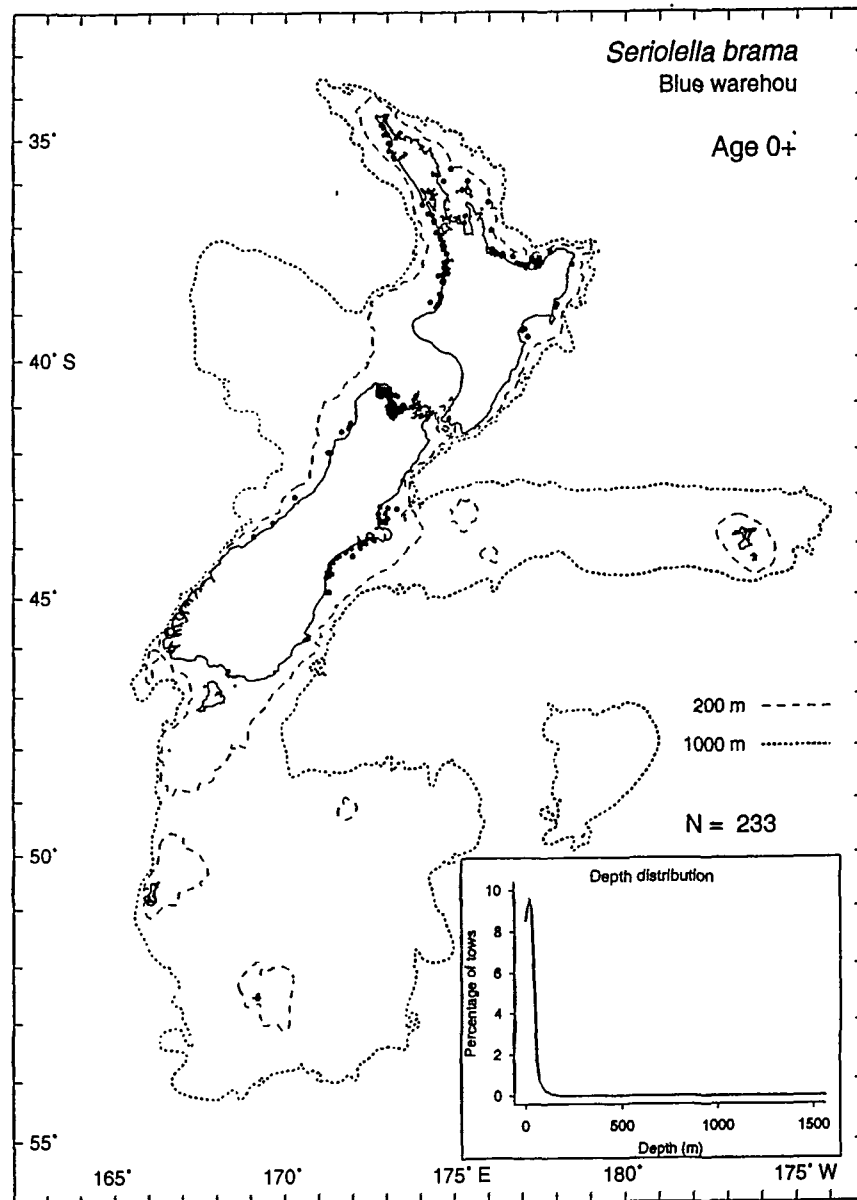 Seriolella brama
Blue warehou
Age 0+
35°
40° S
45°
50°
55°
200 m
1000 m
N = 233
Depth distribution
Percentage of tows
10
8
6
4
2
0
0 500 1000 1500
Depth (m)
165° 170° 175° E 180° 175° W